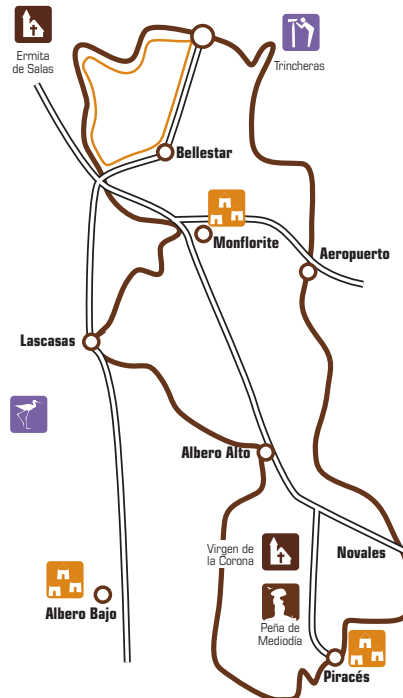 Ermita
de Salas
Trincheras
Bellestar
Monflorite
Aeropuerto
Lascasas
Albero Alto
Virgen de
la Corona
Novales
Albero Bajo
Peña de
Mediodía
Piracés